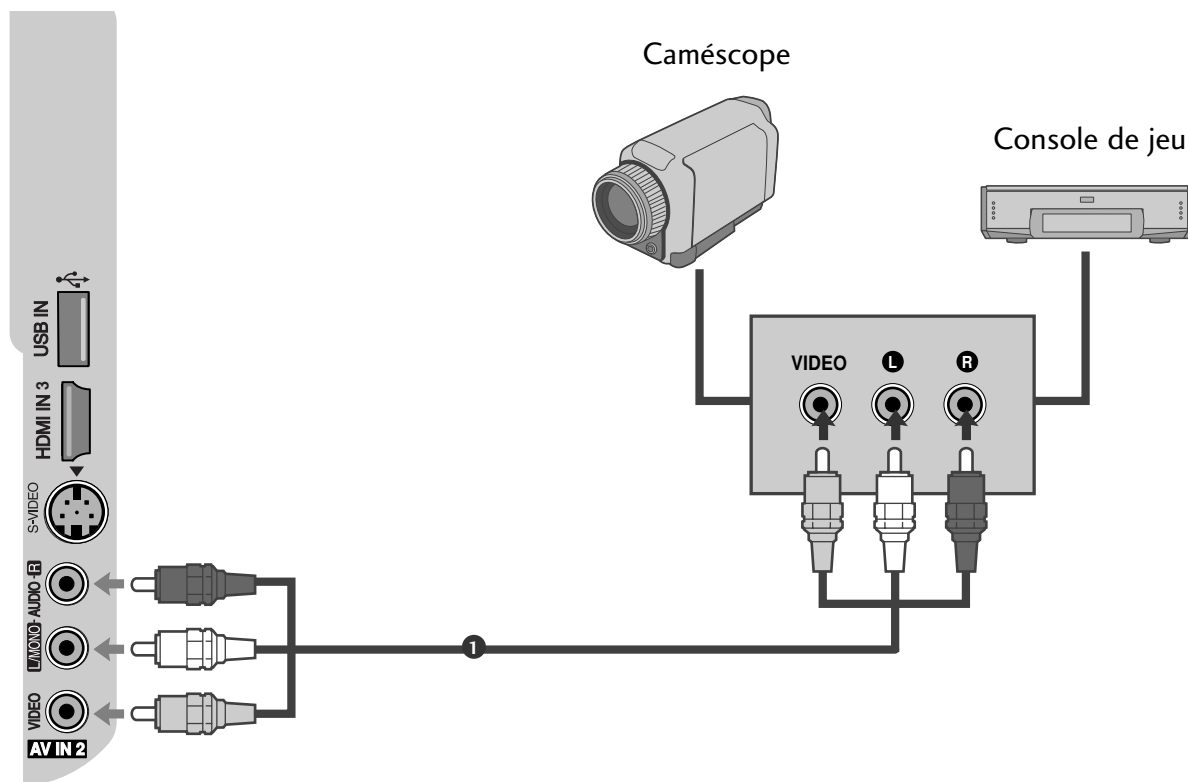 Caméscope
Console de jeu
VIDEO
L
R
USB IN
HDMI IN 3
S-VIDEO
L/MONO - AUDIO - R
VIDEO
AV IN 2
1